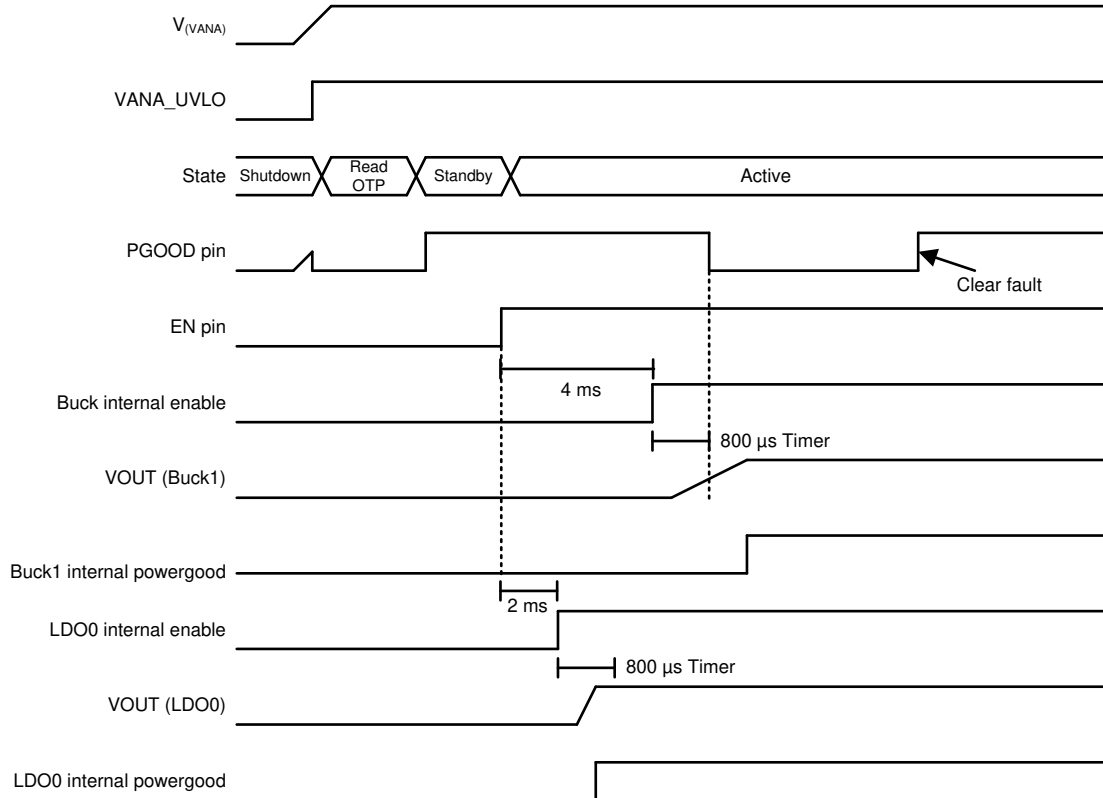 V(VANA)
VANA_UVLO
State
Shutdown
Read
OTP
Standby
Active
PGOOD pin
Clear fault
EN pin
4 ms
Buck internal enable
800 µs Timer
VOUT (Buck1)
Buck1 internal powergood
2 ms
LDO0 internal enable
800 µs Timer
VOUT (LDO0)
LDO0 internal powergood